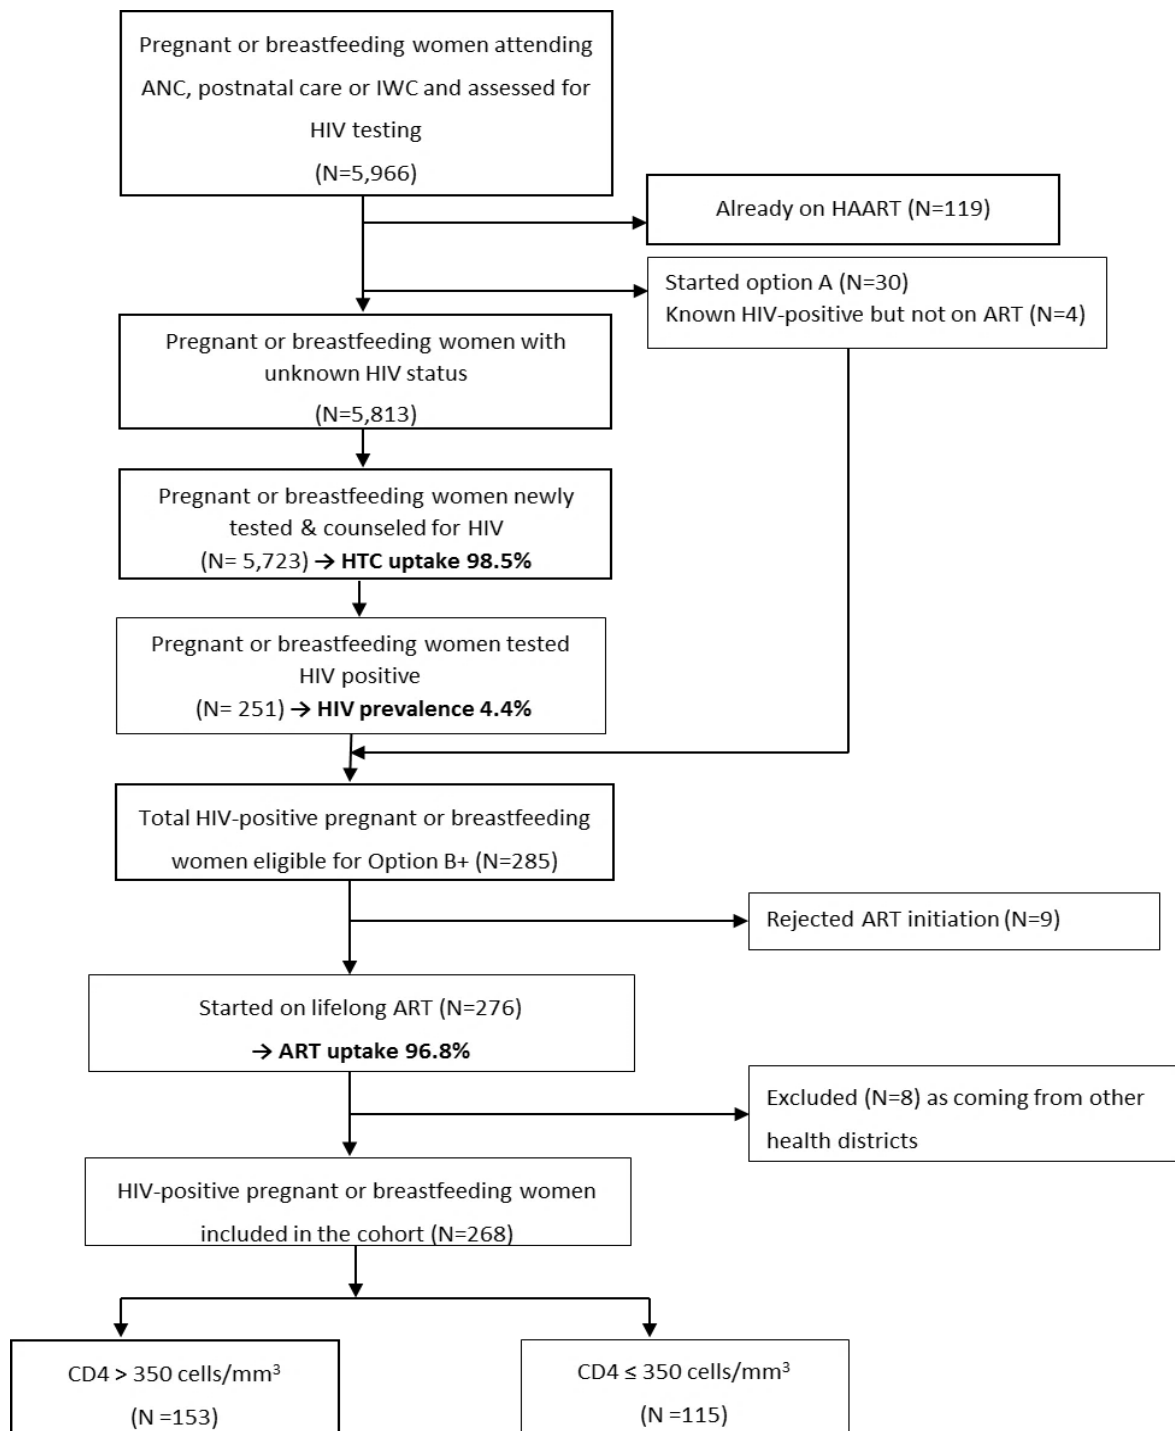 Pregnant or breastfeeding women attending
ANC, postnatal care or IWC and assessed for
HIV testing
(N=5,966)
Already on HAART (N=119)
Started option A (N=30)
Known HIV-positive but not on ART (N=4)
Pregnant or breastfeeding women with
unknown HIV status
(N=5,813)
Pregnant or breastfeeding women newly
tested & counseled for HIV
(N= 5,723) → HTC uptake 98.5%
Pregnant or breastfeeding women tested
HIV positive
(N= 251) → HIV prevalence 4.4%
Total HIV-positive pregnant or breastfeeding
women eligible for Option B+ (N=285)
Rejected ART initiation (N=9)
Started on lifelong ART (N=276)
→ ART uptake 96.8%
Excluded (N=8) as coming from other
health districts
HIV-positive pregnant or breastfeeding women
included in the cohort (N=268)
CD4 > 350 cells/mm³
(N =153)
CD4 ≤ 350 cells/mm³
(N =115)